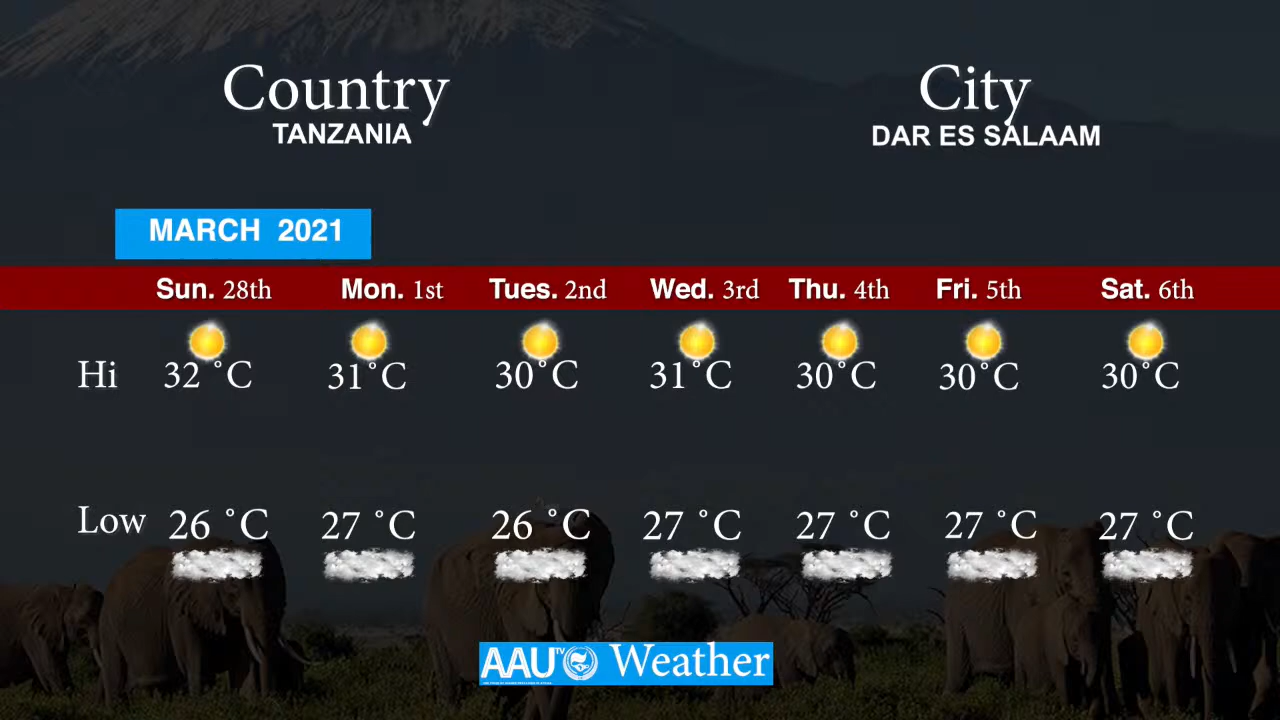 Country
TANZANIA
City
DAR ES SALAAM
MARCH 2021
Sun. 28th Mon. 1st Tues. 2nd Wed. 3rd Thu. 4th Fri. 5th Sat. 6th
Hi 32 °C 31°C 30°C 31°C 30°C 30°C 30°C
Low 26 °C 27 °C 26 °C 27 °C 27 °C 27 °C 27 °C
AAU TV Weather